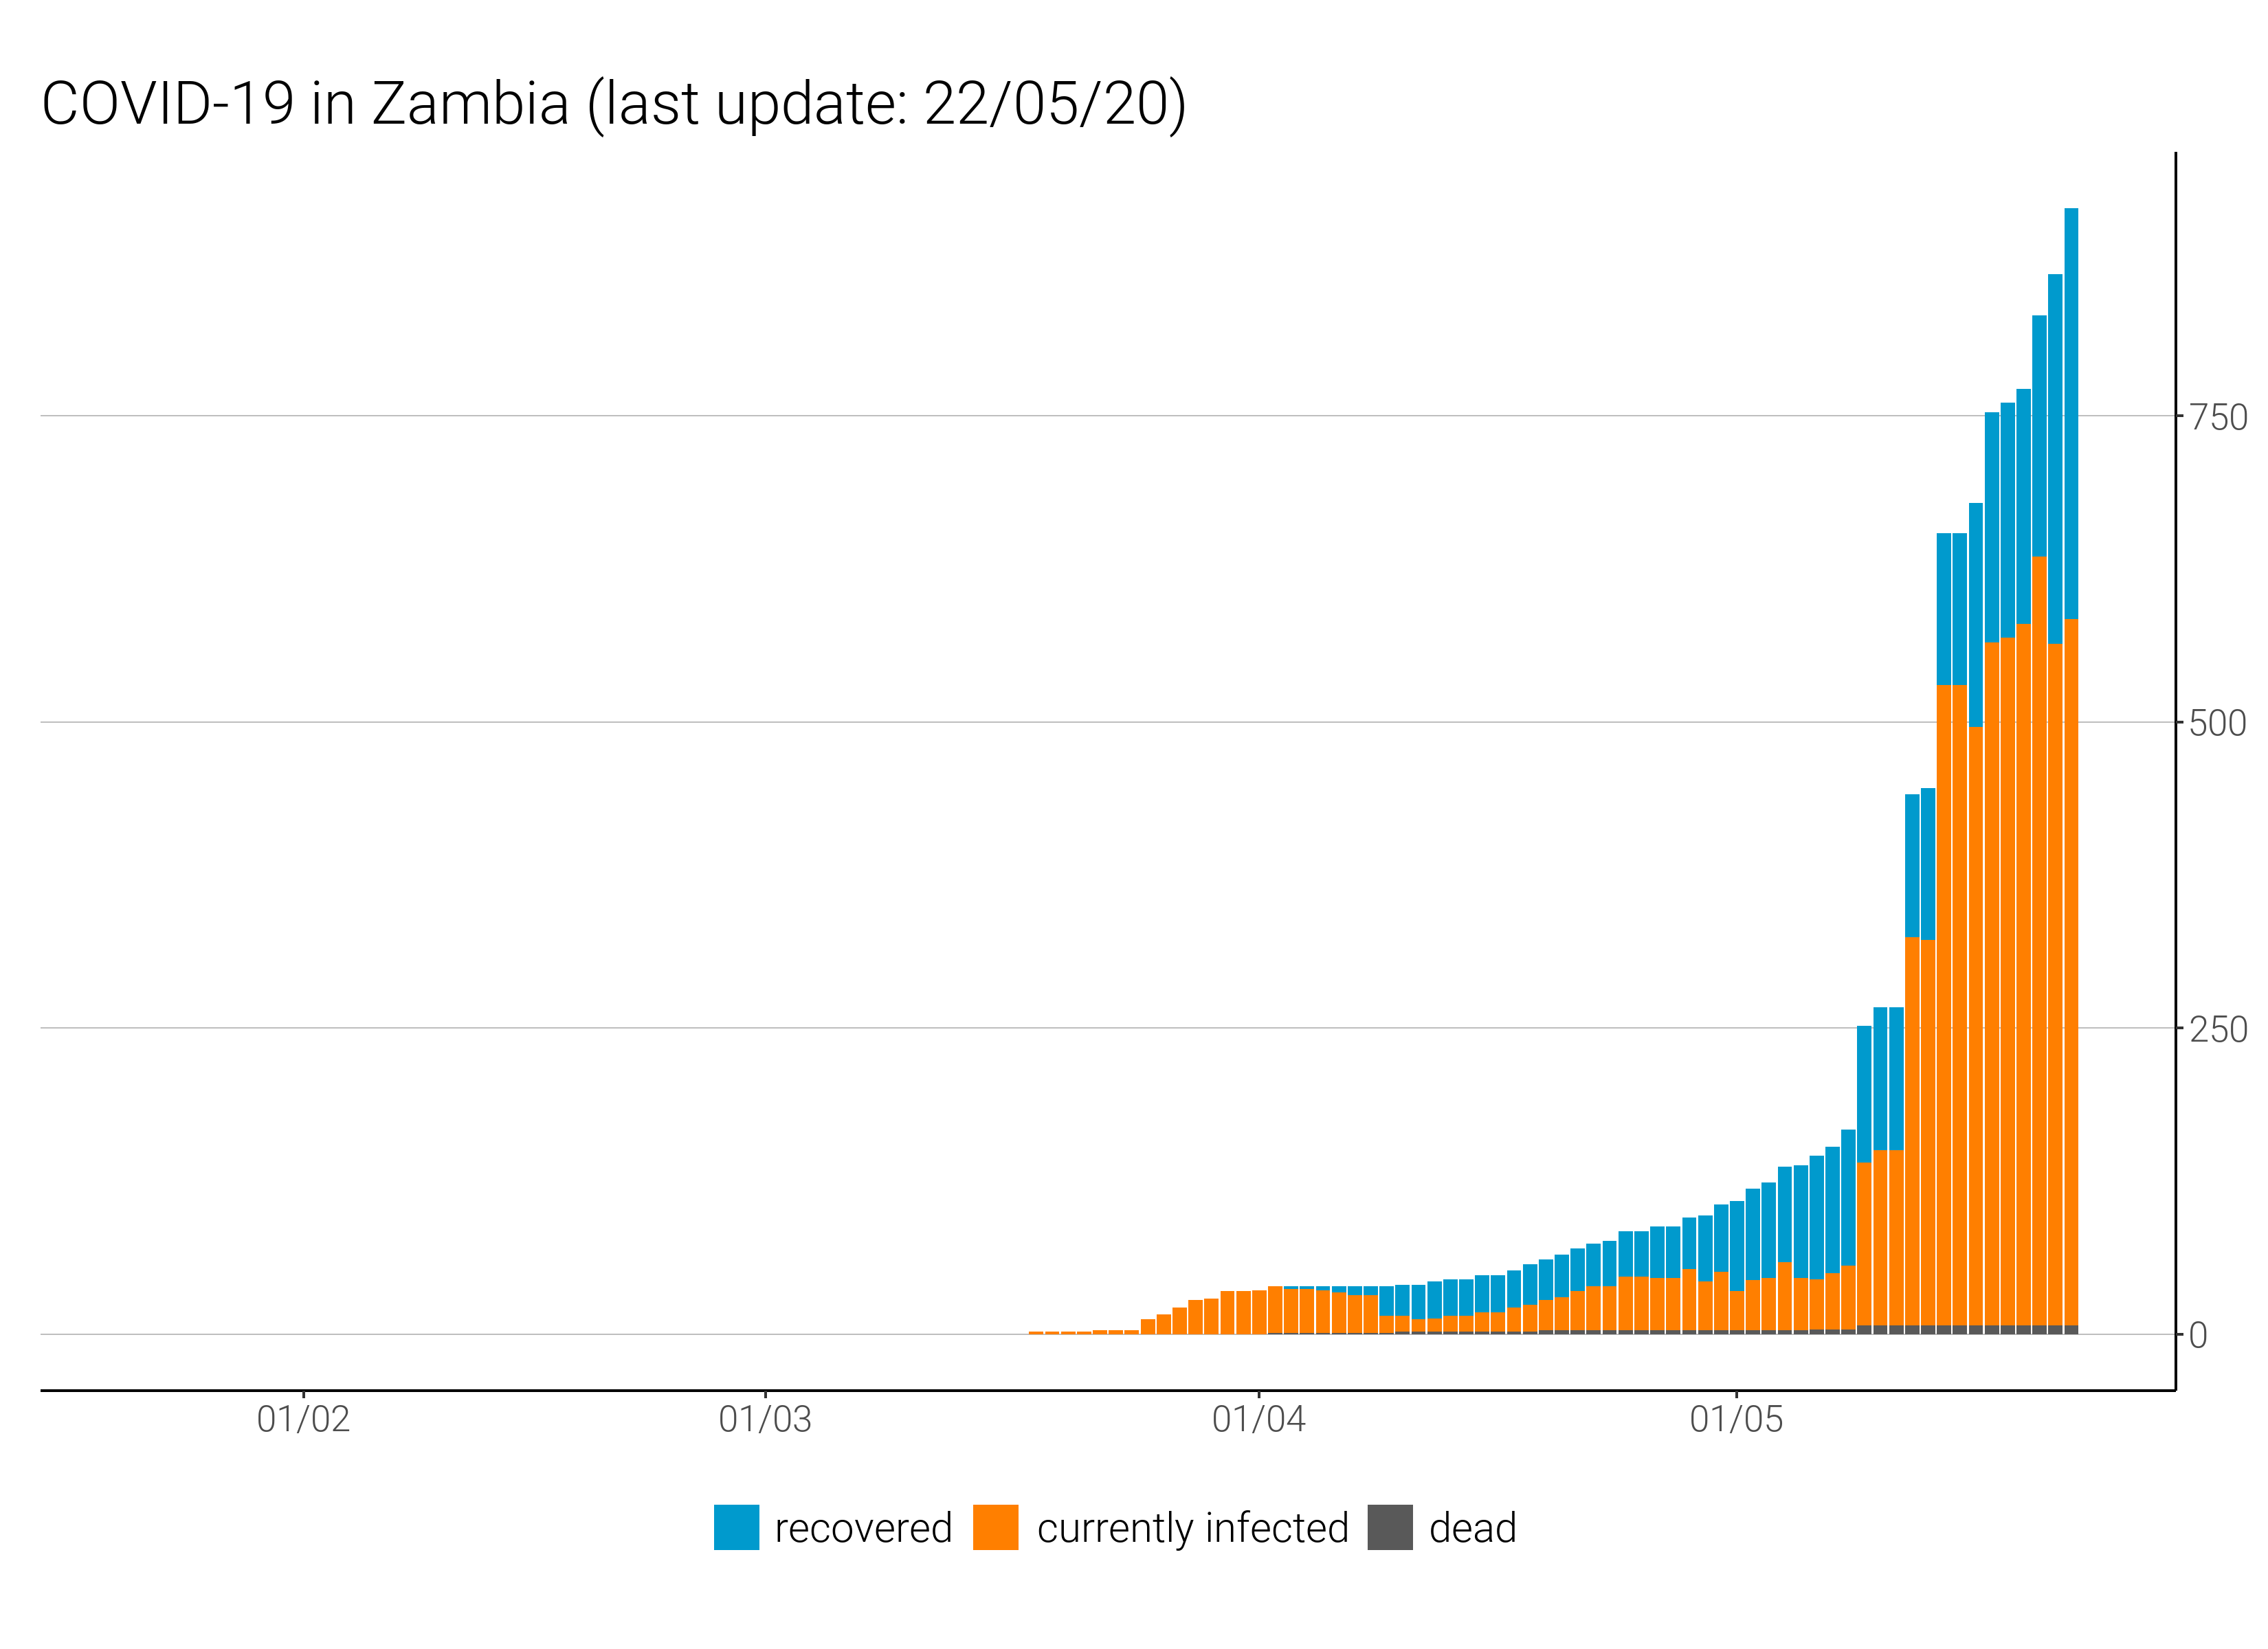 COVID-19 in Zambia (last update: 22/05/20)
750
500
250
0
01/02 01/03 01/04 01/05
recovered currently infected dead